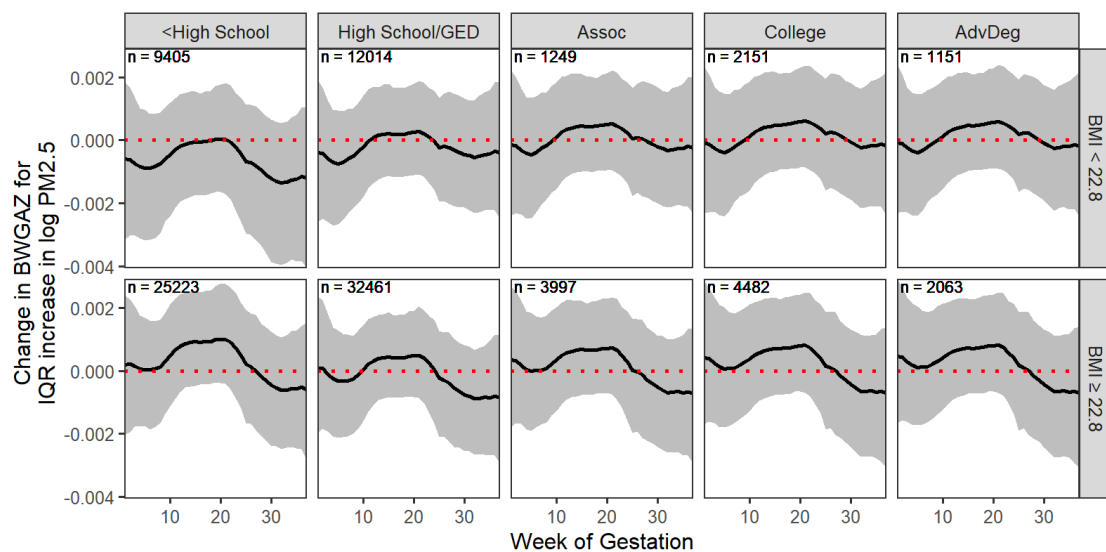 <High School
High School/GED
Assoc
College
AdvDeg
n = 9405
n = 12014
n = 1249
n = 2151
n = 1151
0.002
0.000
-0.002
-0.004
BMI < 22.8
n = 25223
n = 32461
n = 3997
n = 4482
n = 2063
0.002
0.000
-0.002
-0.004
BMI ≥ 22.8
Change in BWGAZ for
IQR increase in log PM2.5
10 20 30
10 20 30
10 20 30
10 20 30
10 20 30
Week of Gestation